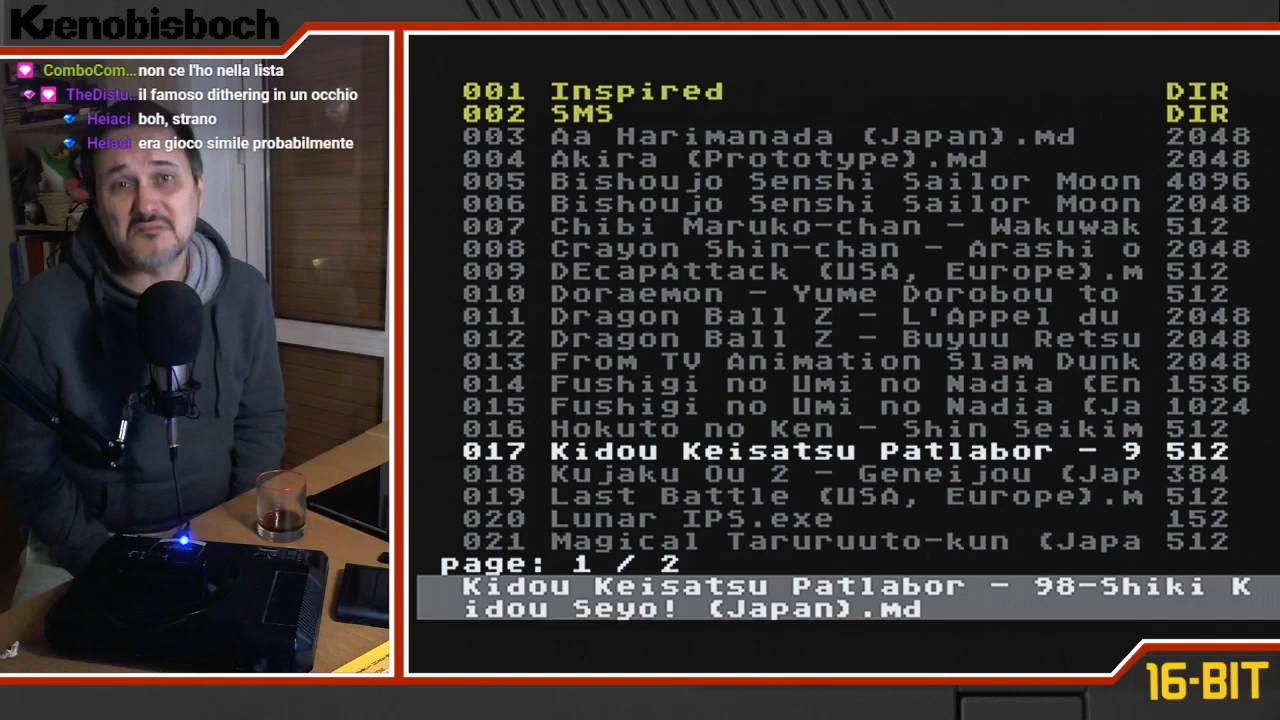 Kenobisboch
ComboCom... non ce l'ho nella lista
TheDistu... il famoso dithering in un occhio
Heiaci boh, strano
Heiaci era gioco simile probabilmente
001 Inspired DIR
002 SMS DIR
003 Aa Harimanada (Japan).md 2048
004 Akira (Prototype).md 2048
005 Bishoujo Senshi Sailor Moon 4096
006 Bishoujo Senshi Sailor Moon 2048
007 Chibi Maruko-chan - Wakuwak 512
008 Crayon Shin-chan - Arashi o 2048
009 DEcapAttack (USA, Europe).m 512
010 Doraemon - Yume Dorobou to 512
011 Dragon Ball Z - L'Appel du 2048
012 Dragon Ball Z - Buyuu Retsu 2048
013 From TV Animation Slam Dunk 2048
014 Fushigi no Umi no Nadia (En 1536
015 Fushigi no Umi no Nadia (Ja 1024
016 Hokuto no Ken - Shin Seikim 512
017 Kidou Keisatsu Patlabor - 9 512
018 Kujaku Ou 2 - Geneijou (Jap 384
019 Last Battle (USA, Europe).m 512
020 Lunar IPS.exe 152
021 Magical Taruruuto-kun (Japa 512
page: 1 / 2
Kidou Keisatsu Patlabor - 98-Shiki K
idou Seyo! (Japan).md
16-BIT